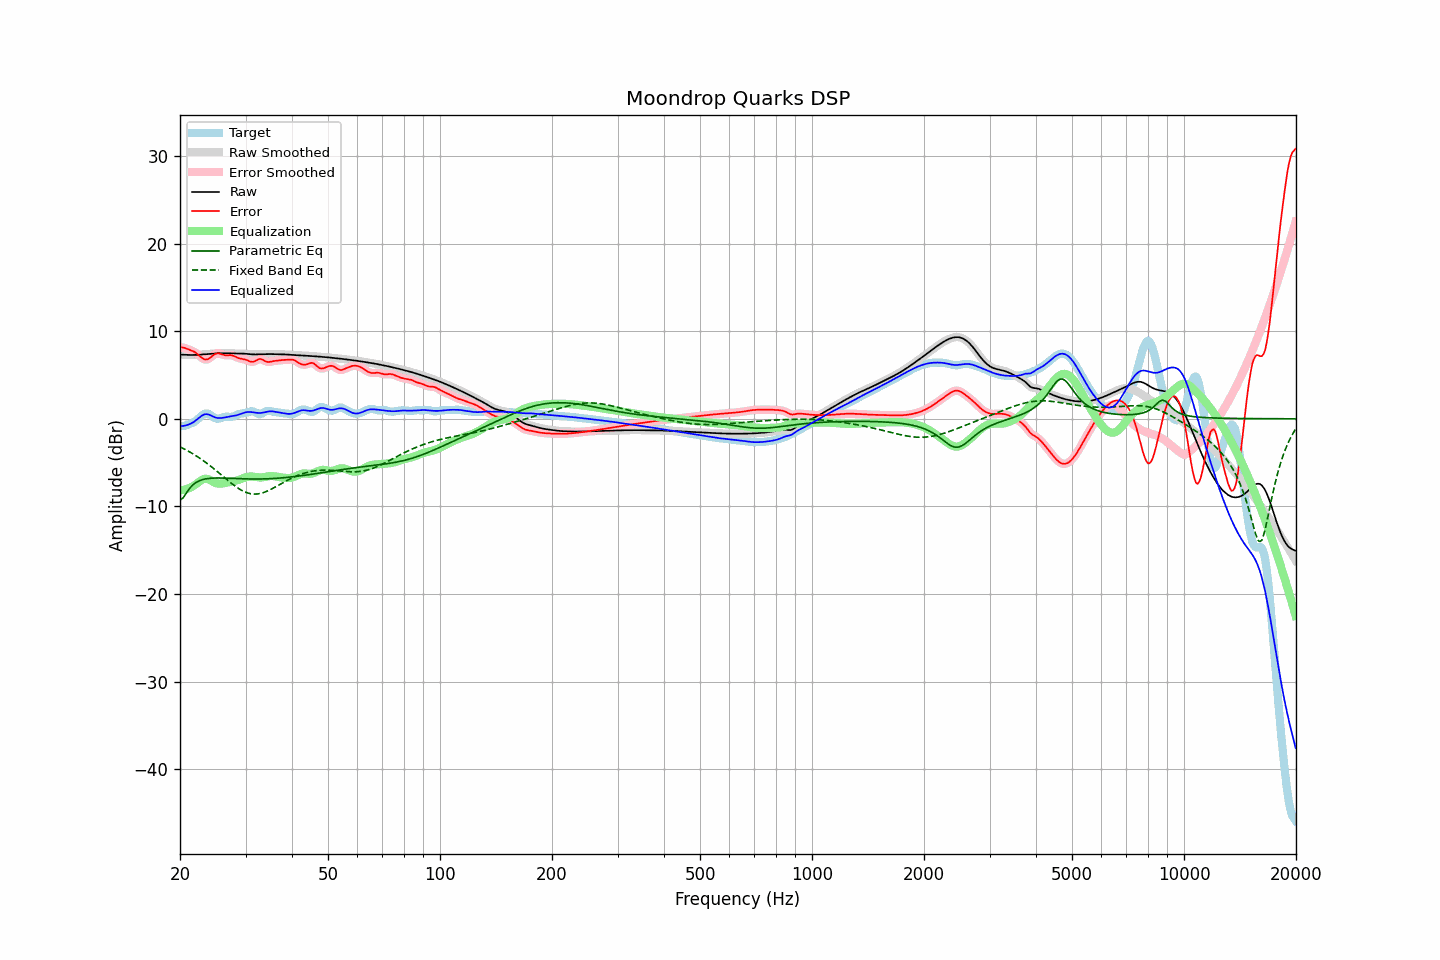 Moondrop Quarks DSP
Target
Raw Smoothed
Error Smoothed
Raw
Error
Equalization
Parametric Eq
Fixed Band Eq
Equalized
Amplitude (dBr)
30
20
10
0
−10
−20
−30
−40
20 50 100 200 500 1000 2000 5000 10000 20000
Frequency (Hz)